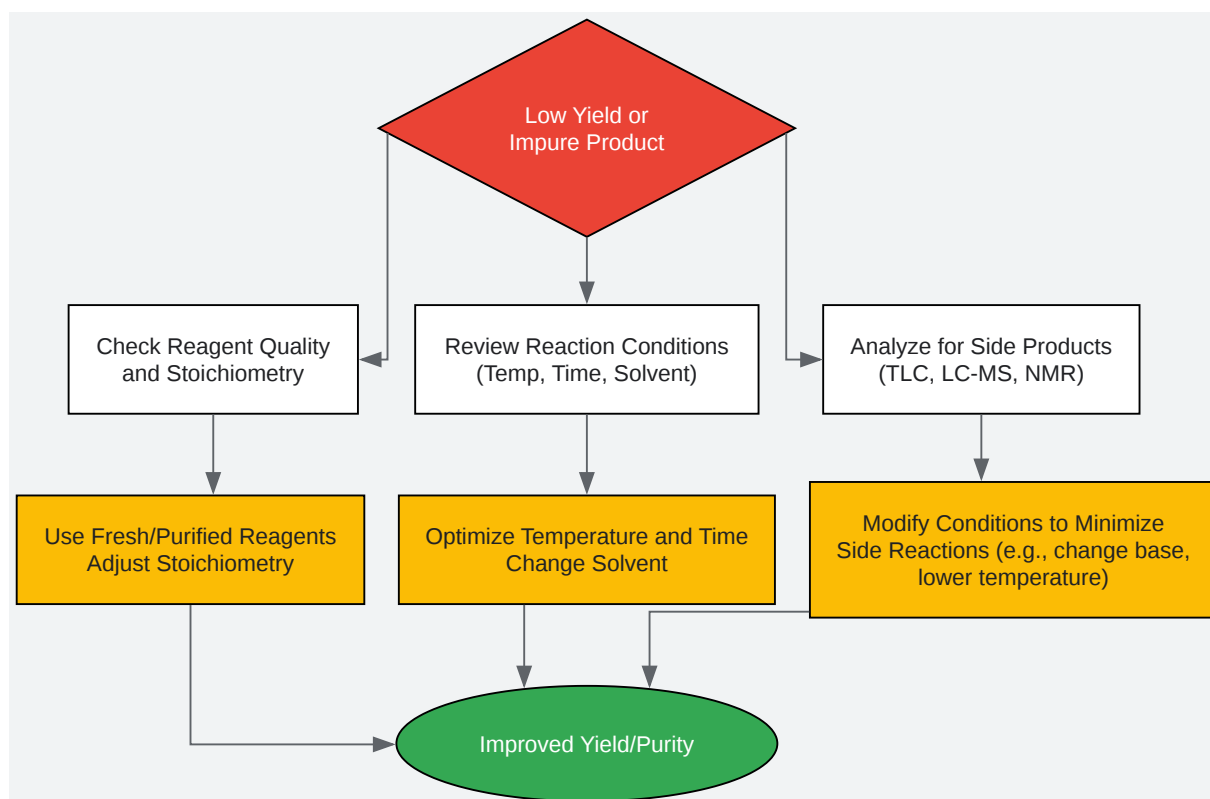 Low Yield or
Impure Product
Check Reagent Quality
and Stoichiometry
Review Reaction Conditions
(Temp, Time, Solvent)
Analyze for Side Products
(TLC, LC-MS, NMR)
Use Fresh/Purified Reagents
Adjust Stoichiometry
Optimize Temperature and Time
Change Solvent
Modify Conditions to Minimize
Side Reactions (e.g., change base,
lower temperature)
Improved Yield/Purity